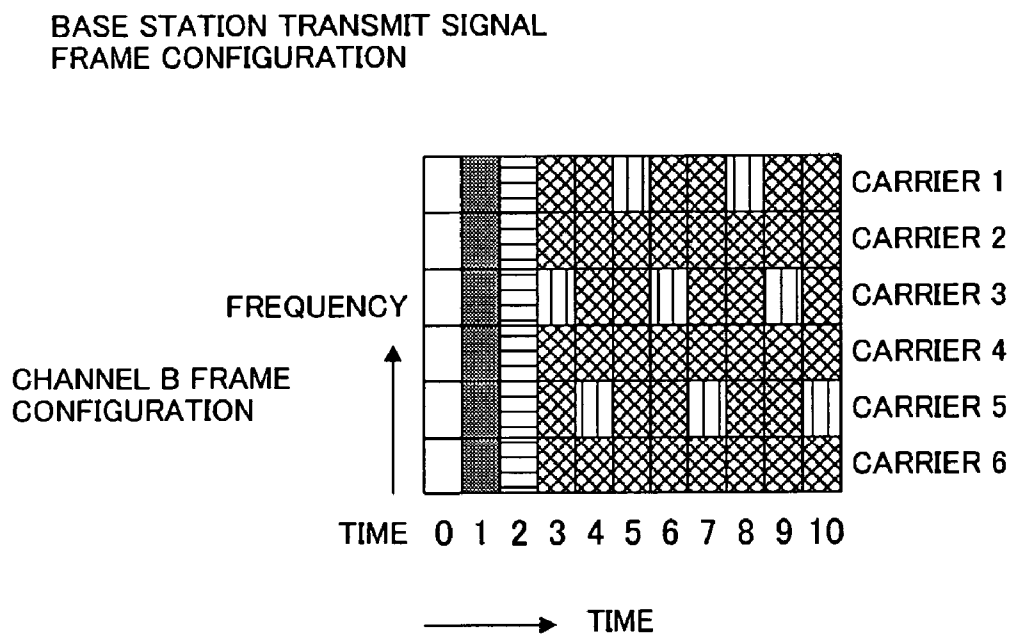 BASE STATION TRANSMIT SIGNAL
FRAME CONFIGURATION
CARRIER 1
CARRIER 2
CARRIER 3
CARRIER 4
CARRIER 5
CARRIER 6
FREQUENCY
CHANNEL B FRAME
CONFIGURATION
TIME 0 1 2 3 4 5 6 7 8 9 10
TIME